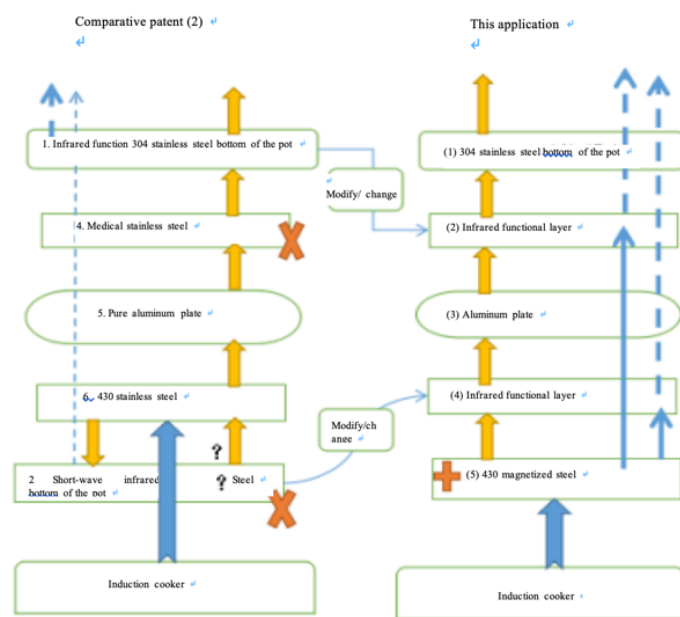 Comparative patent (2)
This application
1. Infrared function 304 stainless steel bottom of the pot
(1) 304 stainless steel bottom of the pot
Modify/ change
4. Medical stainless steel
(2) Infrared functional layer
5. Pure aluminum plate
(3) Aluminum plate
6. 430 stainless steel
(4) Infrared functional layer
Modify/ch
ange
?
2 Short-wave infrared ? Steel
bottom of the pot
(5) 430 magnetized steel
Induction cooker
Induction cooker